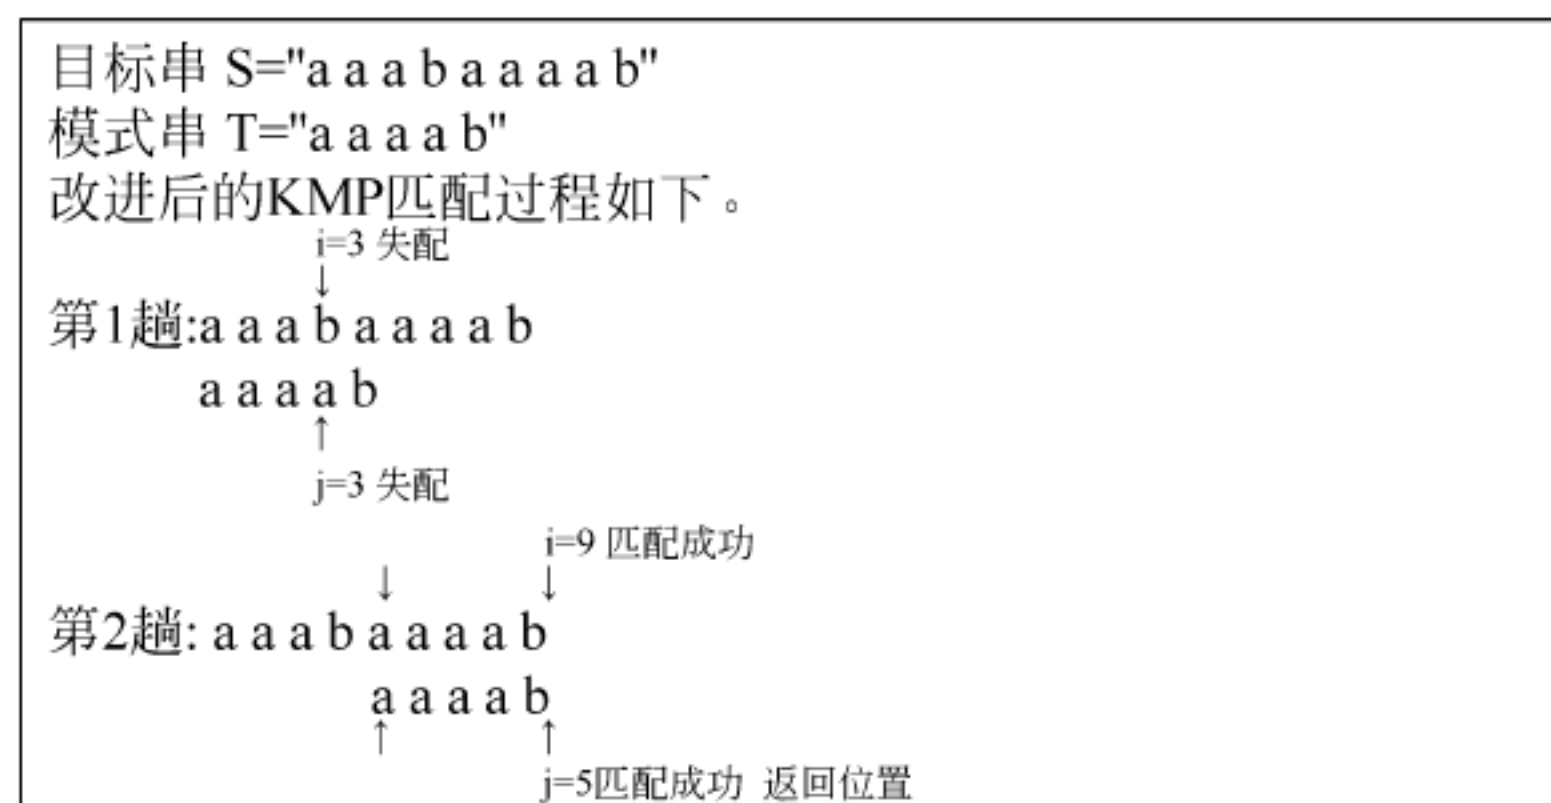 目标串 S="a a a b a a a a b"
模式串 T="a a a a b"
改进后的KMP匹配过程如下。
i=3 失配
↓
第1趟:a a a b a a a a b
a a a a b
↑
j=3 失配
i=9 匹配成功
↓ ↓
第2趟: a a a b a a a a b
a a a a b
↑ ↑
j=5匹配成功 返回位置